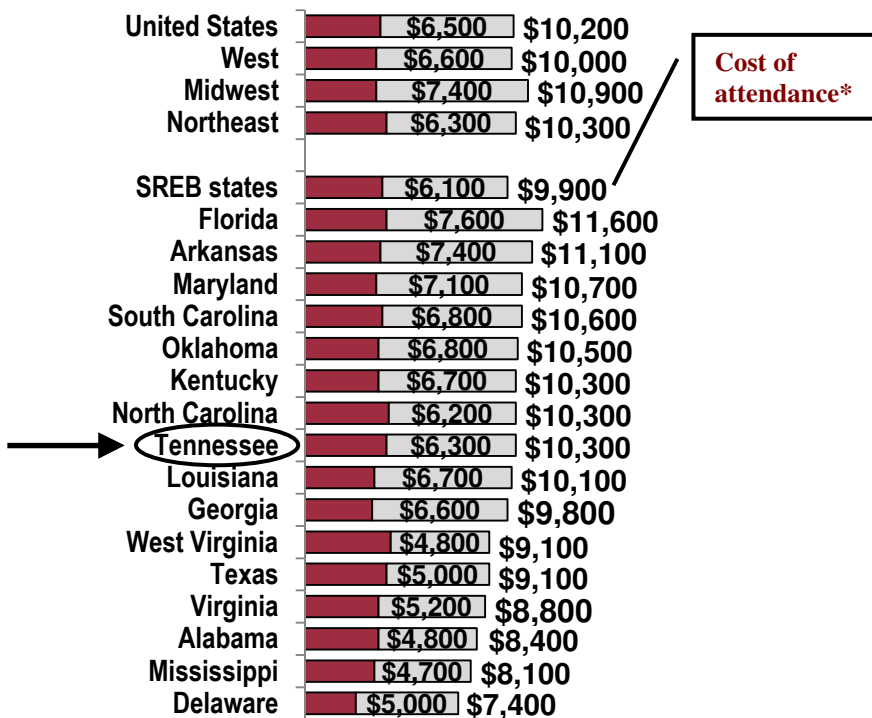 United States $6,500 $10,200
West $6,600 $10,000
Midwest $7,400 $10,900
Northeast $6,300 $10,300
Cost of
attendance*
SREB states $6,100 $9,900
Florida $7,600 $11,600
Arkansas $7,400 $11,100
Maryland $7,100 $10,700
South Carolina $6,800 $10,600
Oklahoma $6,800 $10,500
Kentucky $6,700 $10,300
North Carolina $6,200 $10,300
Tennessee $6,300 $10,300
Louisiana $6,700 $10,100
Georgia $6,600 $9,800
West Virginia $4,800 $9,100
Texas $5,000 $9,100
Virginia $5,200 $8,800
Alabama $4,800 $8,400
Mississippi $4,700 $8,100
Delaware $5,000 $7,400